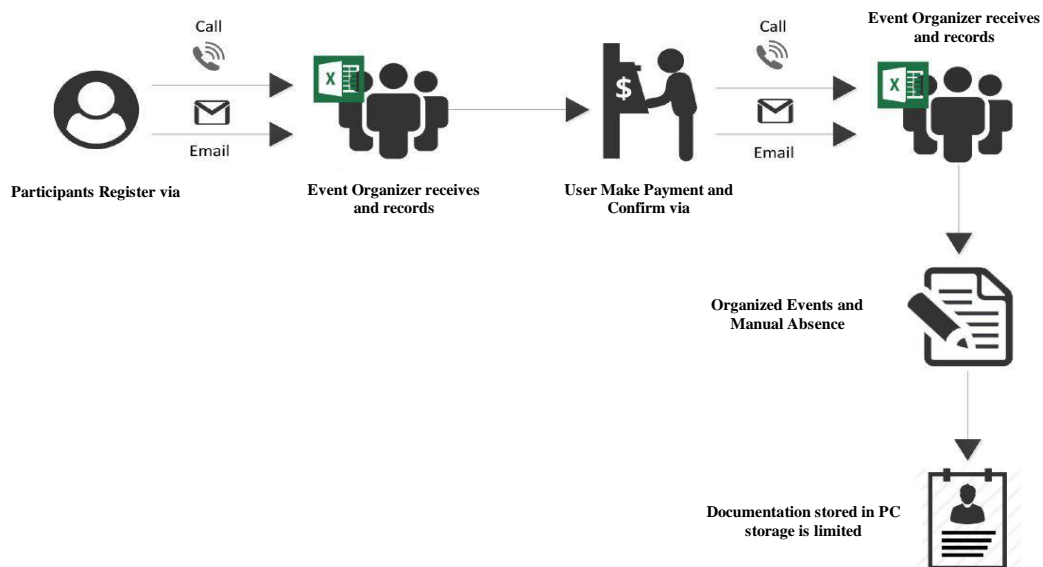 Call
Email
Participants Register via
X
Event Organizer receives
and records
$
User Make Payment and
Confirm via
Call
Email
Event Organizer receives
and records
X
Organized Events and
Manual Absence
Documentation stored in PC
storage is limited